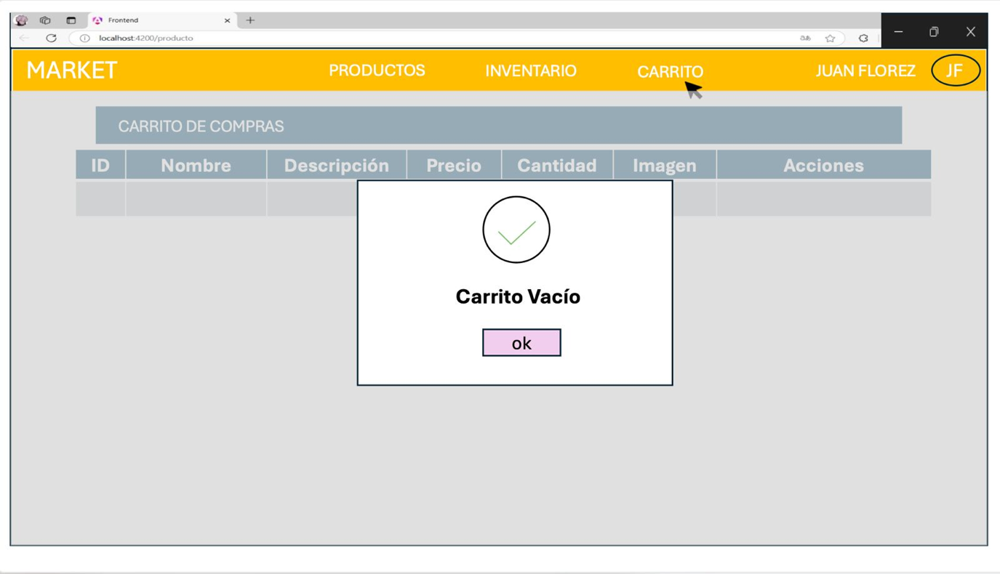 Frontend
localhost:4200/producto
MARKET PRODUCTOS INVENTARIO CARRITO JUAN FLOREZ JF
CARRITO DE COMPRAS
ID Nombre Descripción Precio Cantidad Imagen Acciones
Carrito Vacío
ok